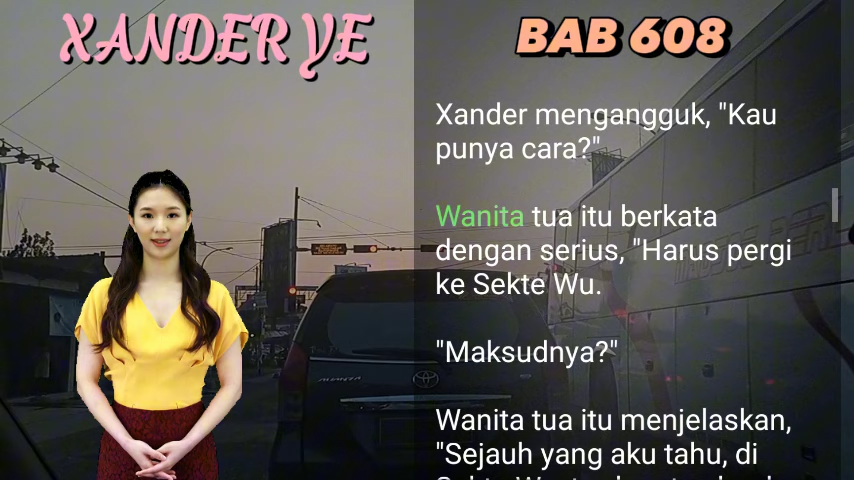 XANDER YE
BAB 608
Xander mengangguk, "Kau
punya cara?"
Wanita tua itu berkata
dengan serius, "Harus pergi
ke Sekte Wu.
"Maksudnya?"
Wanita tua itu menjelaskan,
"Sejauh yang aku tahu, di